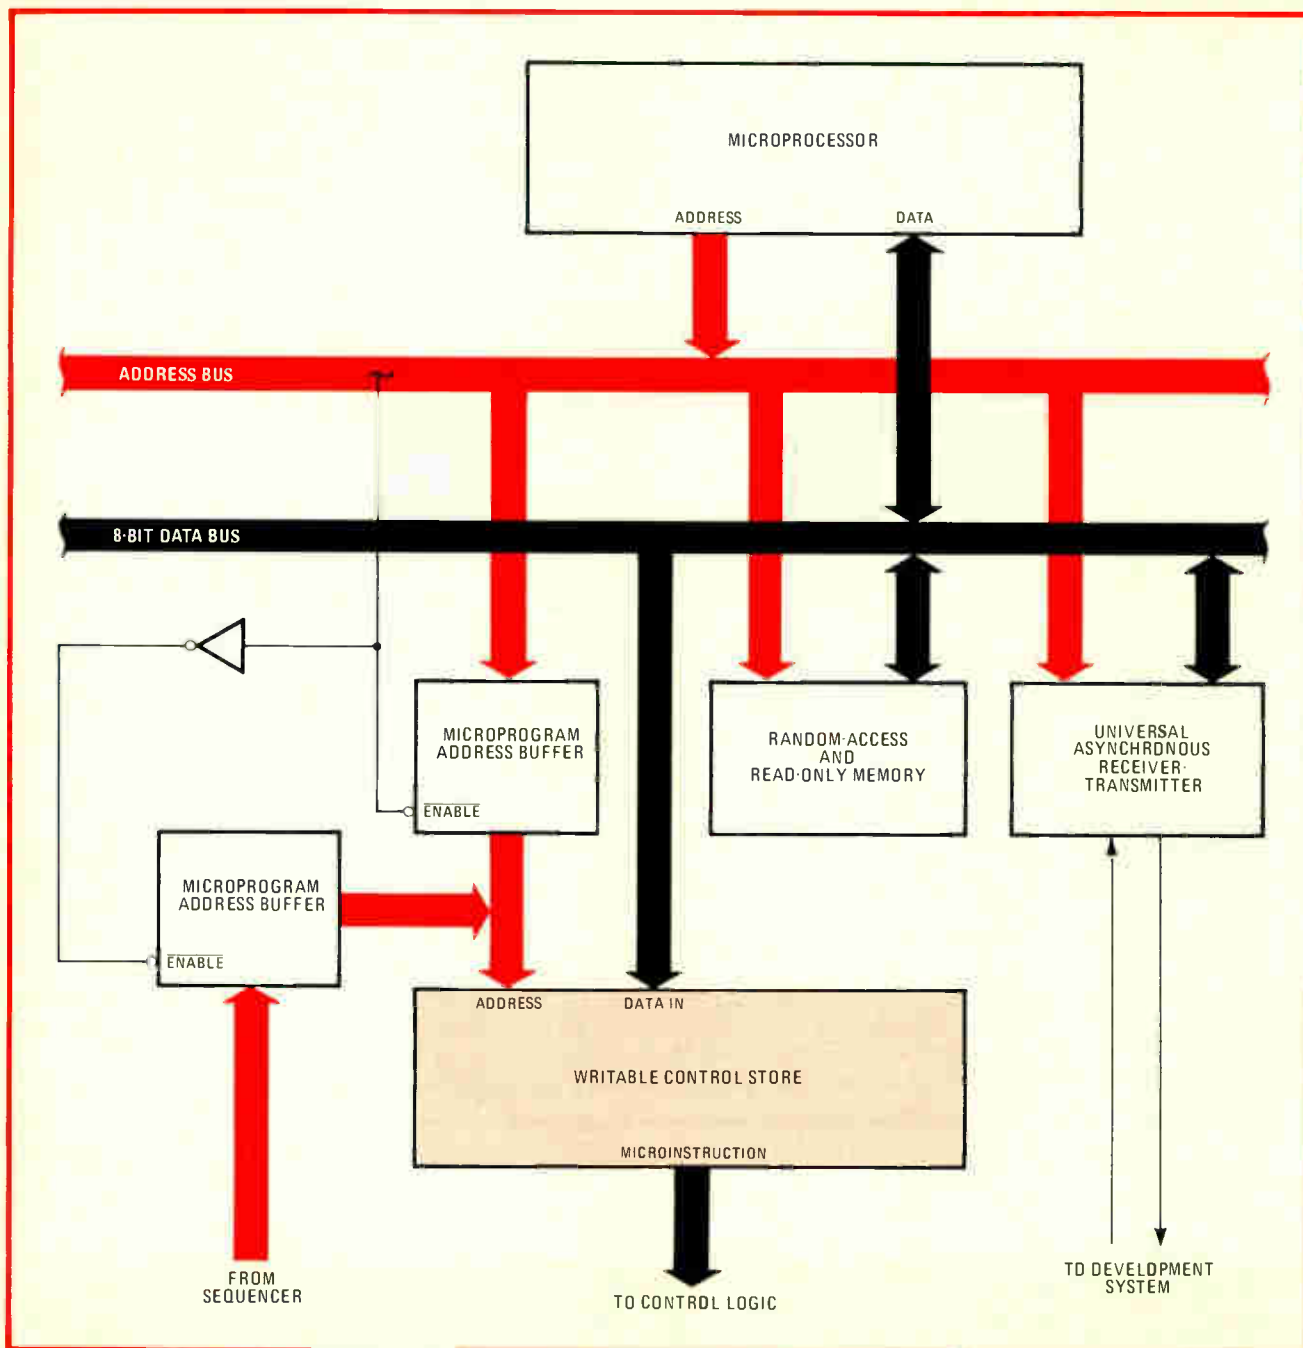 MICROPROCESSOR
ADDRESS
DATA
ADDRESS BUS
8-BIT DATA BUS
MICROPROGRAM
ADDRESS BUFFER
ENABLE
RANDOM-ACCESS
AND
READ-ONLY MEMORY
UNIVERSAL
ASYNCHRONOUS
RECEIVER-
TRANSMITTER
MICROPROGRAM
ADDRESS BUFFER
ENABLE
ADDRESS
DATA IN
WRITABLE CONTROL STORE
MICROINSTRUCTION
FROM
SEQUENCER
TO CONTROL LOGIC
TO DEVELOPMENT
SYSTEM